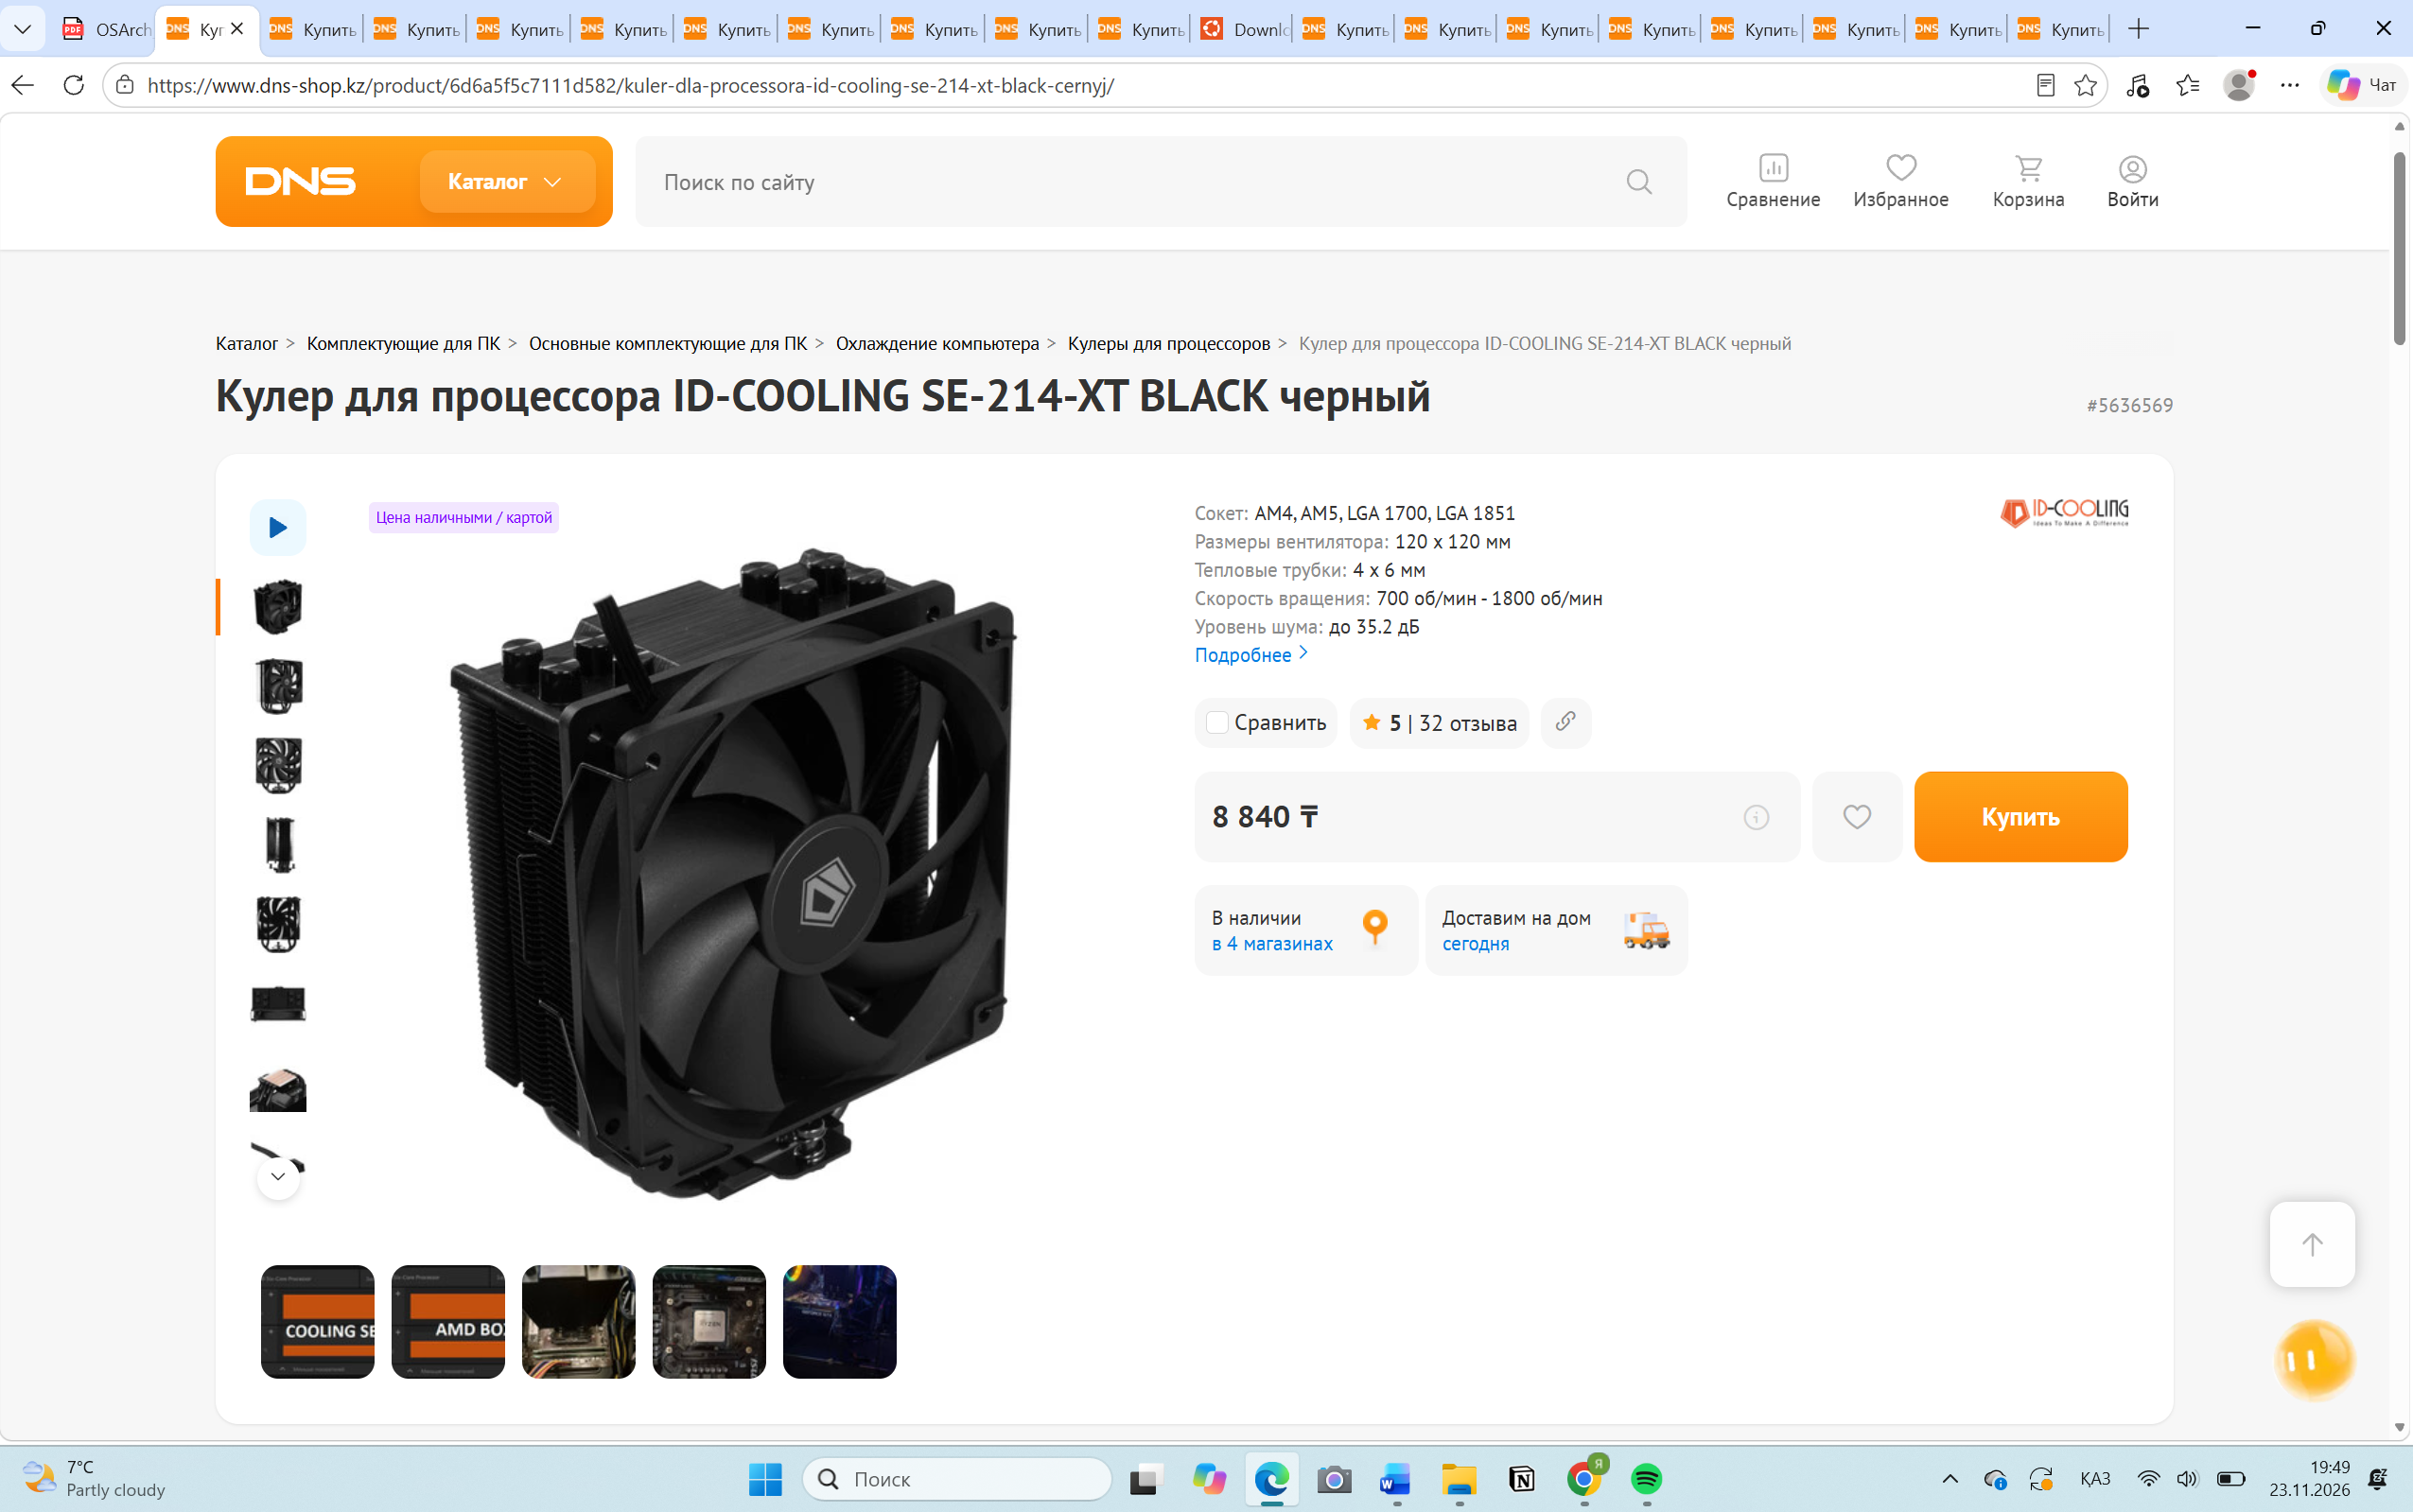 OSArch
Куп
Купить
Купить
Купить
Купить
Купить
Купить
Купить
Купить
Купить
Downlo
Купить
Купить
Купить
Купить
Купить
Купить
Купить
Купить
https://www.dns-shop.kz/product/6d6a5f5c7111d582/kuler-dla-processora-id-cooling-se-214-xt-black-cernyj/
Чат
DNS
Каталог
Поиск по сайту
Сравнение
Избранное
Корзина
Войти
Каталог > Комплектующие для ПК > Основные комплектующие для ПК > Охлаждение компьютера > Кулеры для процессоров > Кулер для процессора ID-COOLING SE-214-XT BLACK черный
Кулер для процессора ID-COOLING SE-214-XT BLACK черный
#5636569
Цена наличными / картой
Сокет: AM4, AM5, LGA 1700, LGA 1851
Размеры вентилятора: 120 x 120 мм
Тепловые трубки: 4 x 6 мм
Скорость вращения: 700 об/мин - 1800 об/мин
Уровень шума: до 35.2 дБ
Подробнее
ID-COOLING
Ideas To Make A Difference
Сравнить
5 | 32 отзыва
8 840 ₸
Купить
В наличии
в 4 магазинах
Доставим на дом
сегодня
COOLING SE
AMD BO
RYZEN
7°C
Partly cloudy
Поиск
Я
ҚАЗ
19:49
23.11.2026